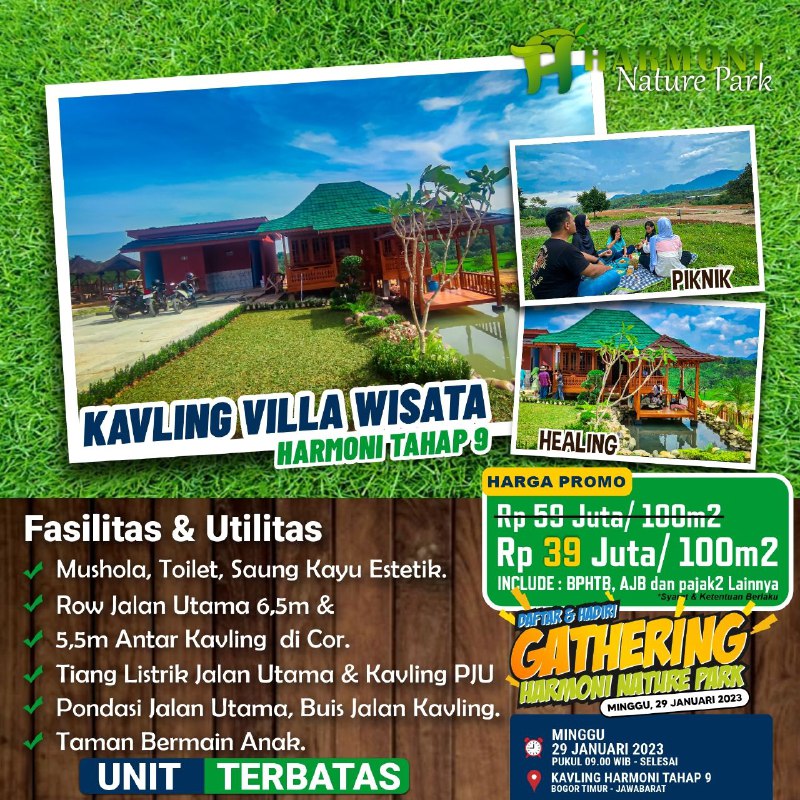 HARMONI
Nature Park
PIKNIK
KAVLING VILLA WISATA
HARMONI TAHAP 9
HEALING
HARGA PROMO
Rp 59 Juta/ 100m2
Rp 39 Juta/ 100m2
INCLUDE : BPHTB, AJB dan pajak2 Lainnya
*Syarat & Ketentuan Berlaku
Fasilitas & Utilitas
Mushola, Toilet, Saung Kayu Estetik.
Row Jalan Utama 6,5m &
5,5m Antar Kavling di Cor.
Tiang Listrik Jalan Utama & Kavling PJU
Pondasi Jalan Utama, Buis Jalan Kavling.
Taman Bermain Anak.
UNIT TERBATAS
DAFTAR & HADIRI
GATHERING
HARMONI NATURE PARK
MINGGU, 29 JANUARI 2023
MINGGU
29 JANUARI 2023
PUKUL 09.00 WIB - SELESAI
KAVLING HARMONI TAHAP 9
BOGOR TIMUR - JAWABARAT